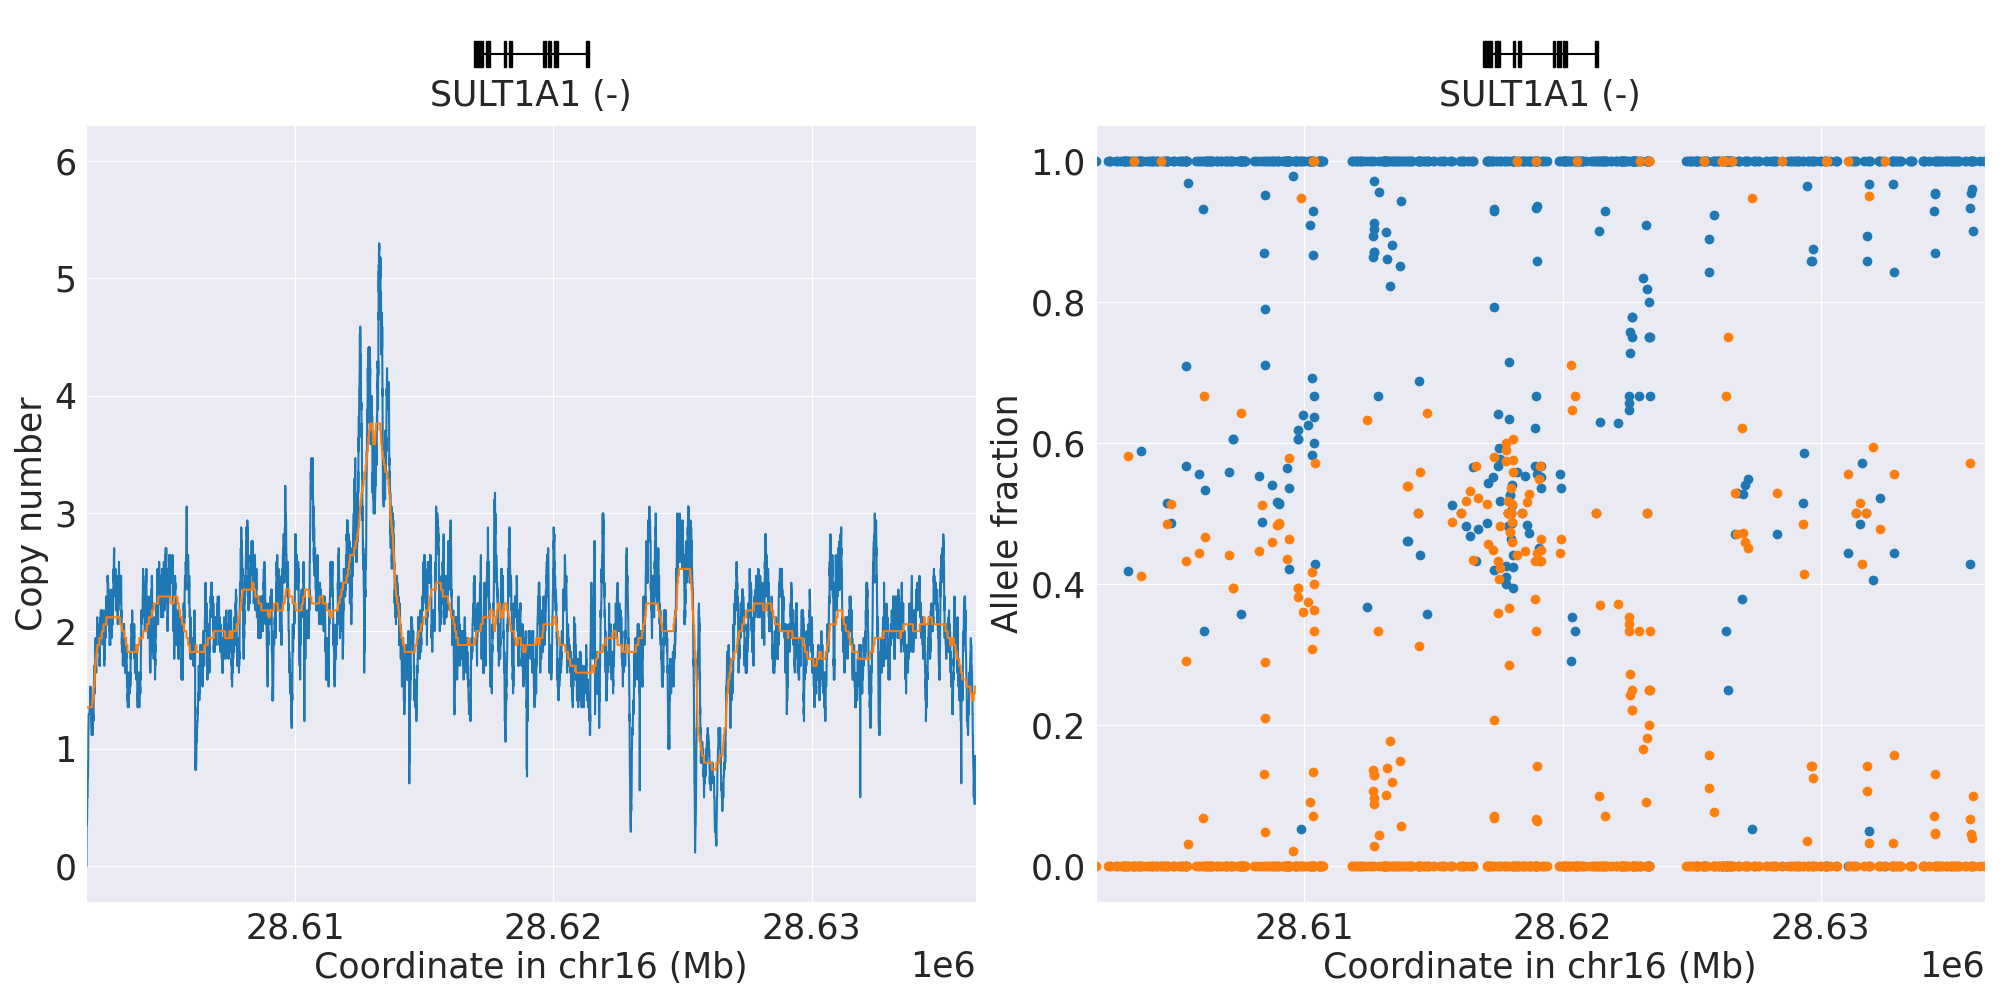 SULT1A1 (-)
Copy number
6
5
4
3
2
1
0
28.61
28.62
28.63
Coordinate in chr16 (Mb)
1e6
SULT1A1 (-)
Allele fraction
1.0
0.8
0.6
0.4
0.2
0.0
28.61
28.62
28.63
Coordinate in chr16 (Mb)
1e6